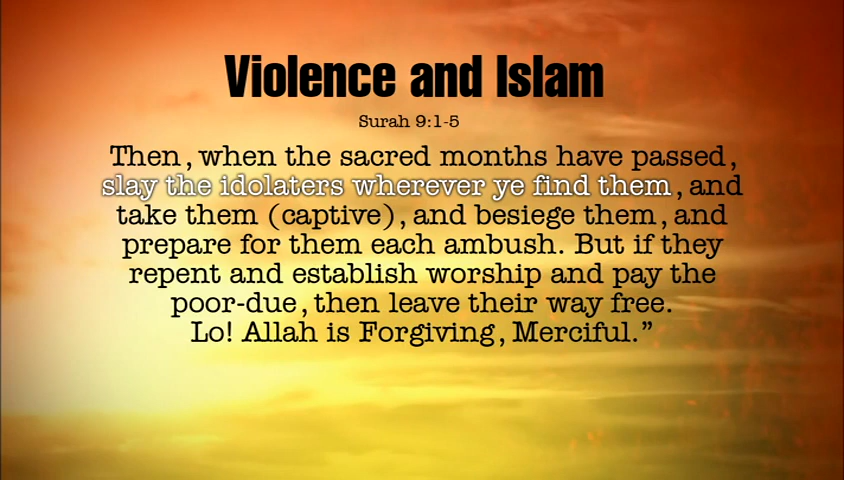 Violence and Islam
Surah 9:1-5
Then, when the sacred months have passed,
slay the idolaters wherever ye find them, and
take them (captive), and besiege them, and
prepare for them each ambush. But if they
repent and establish worship and pay the
poor-due, then leave their way free.
Lo! Allah is Forgiving, Merciful.”